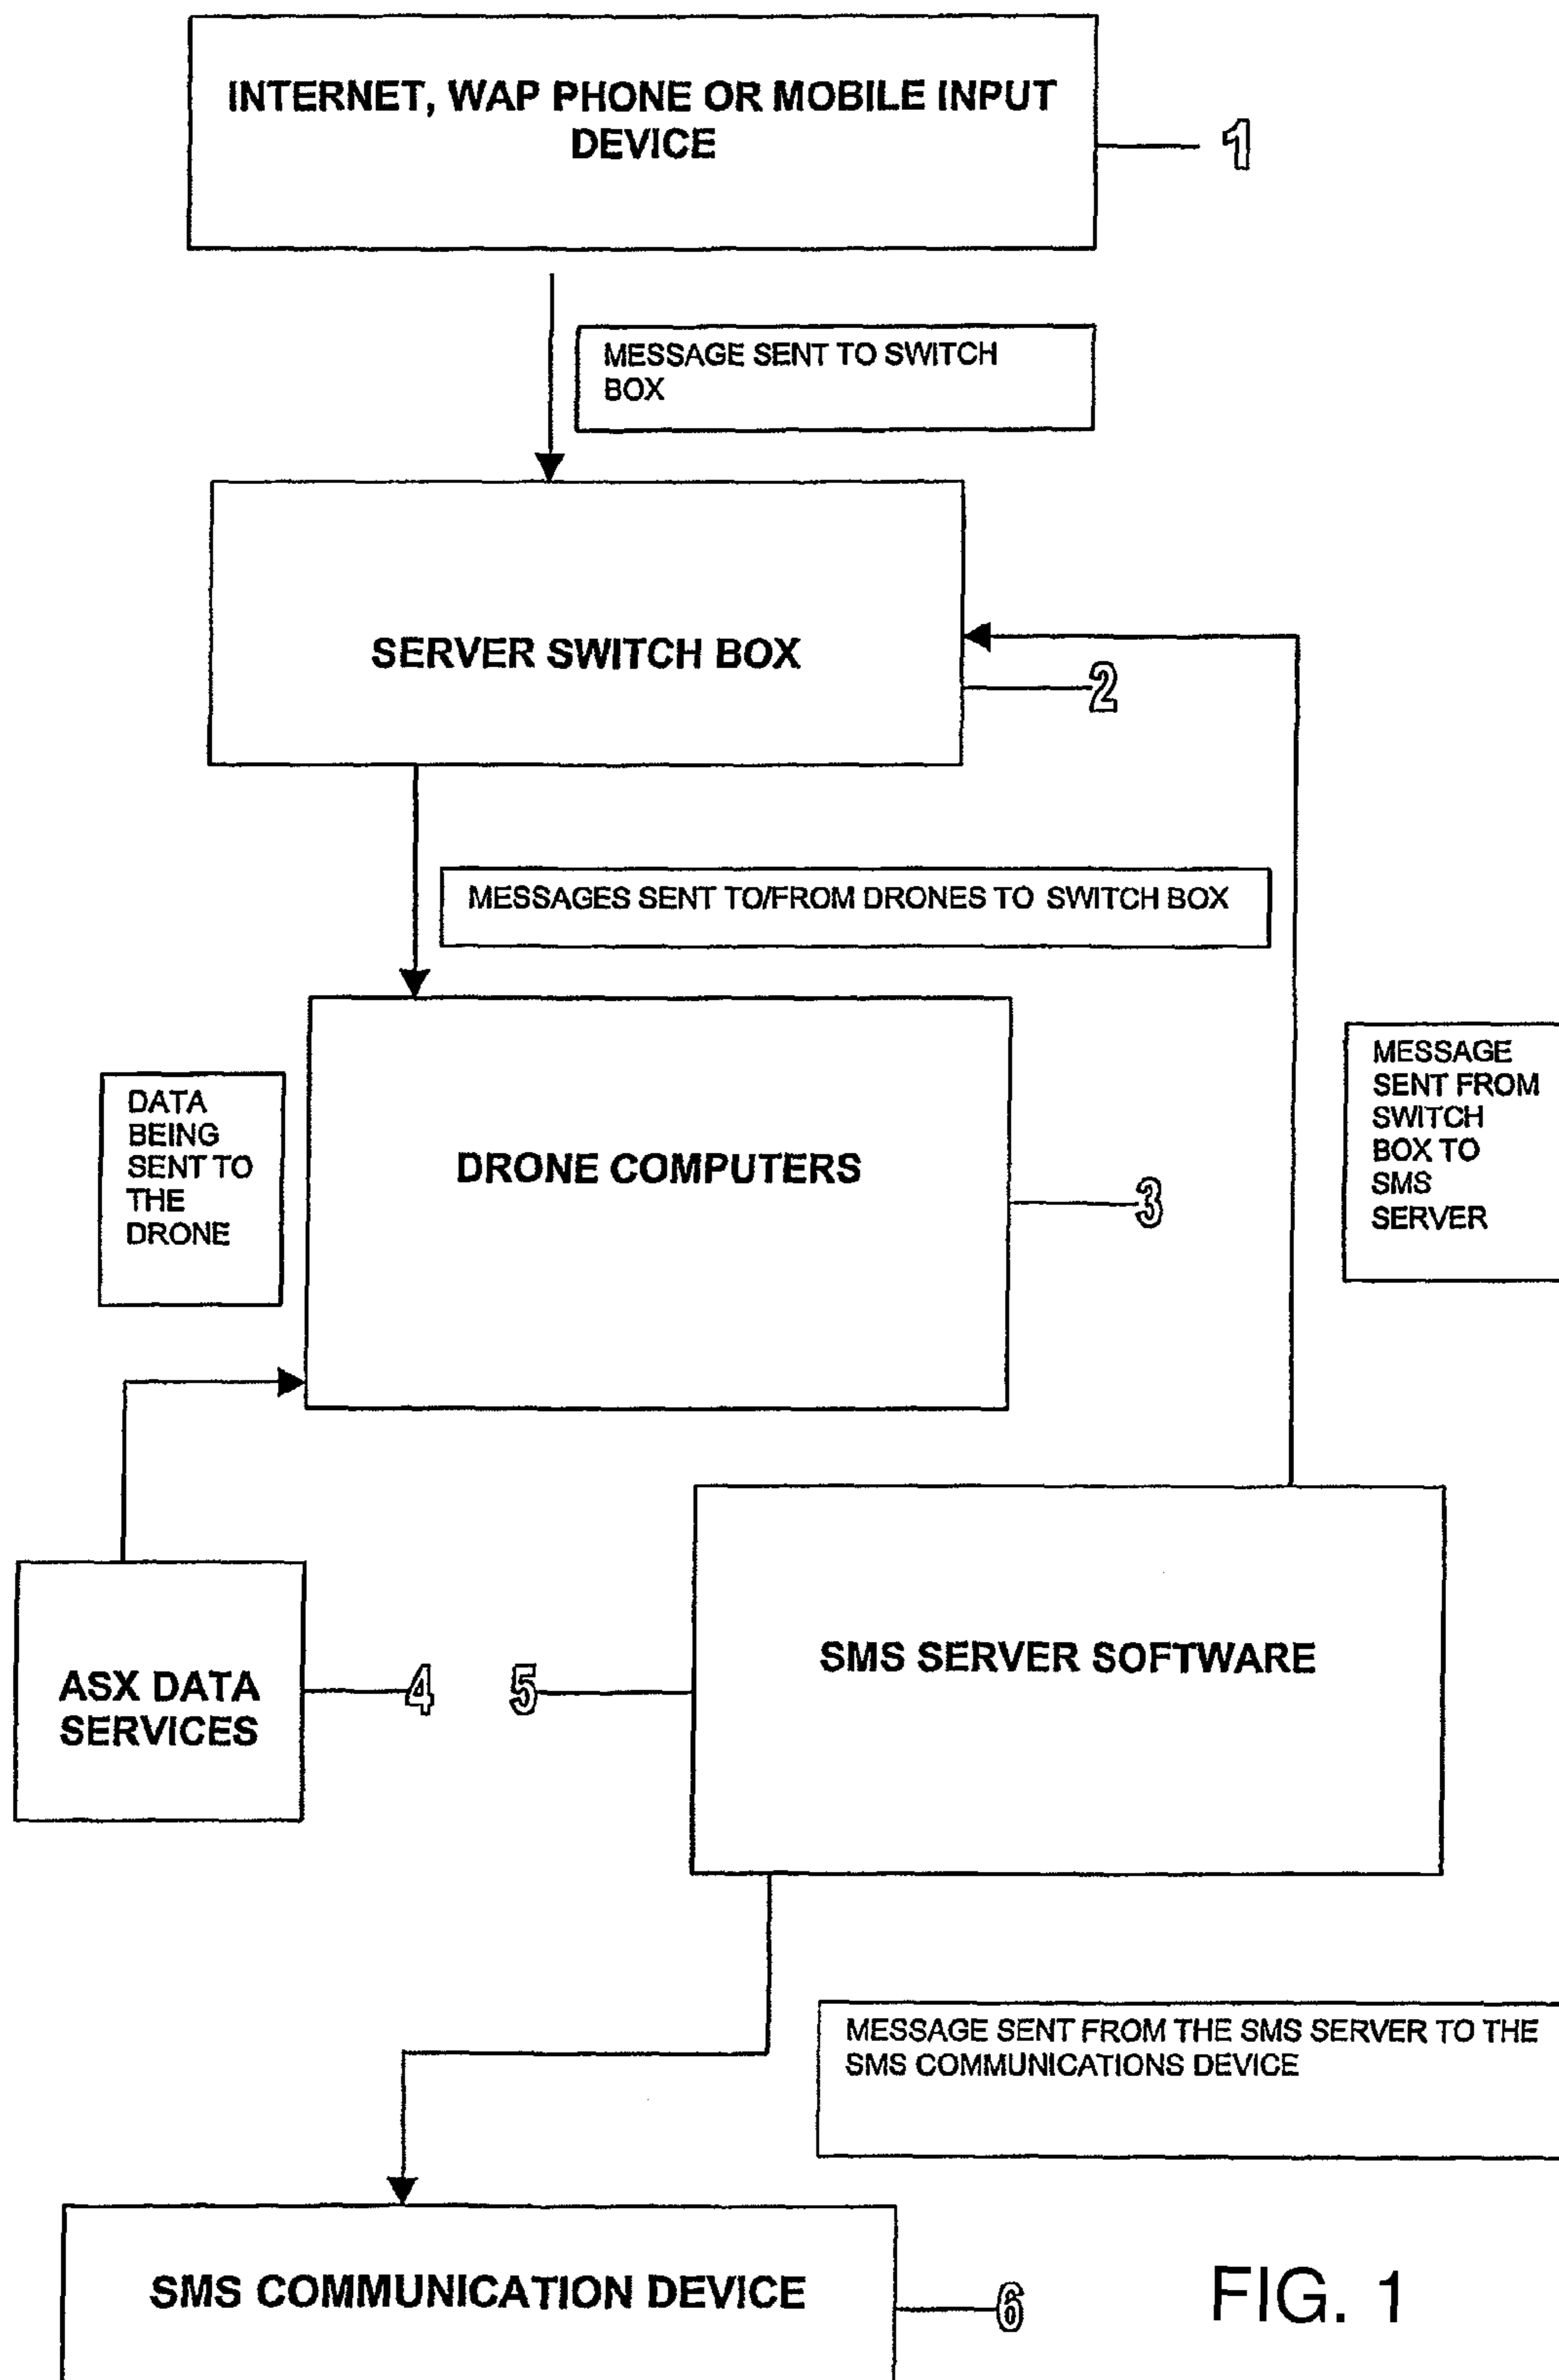 INTERNET, WAP PHONE OR MOBILE INPUT
DEVICE
1
MESSAGE SENT TO SWITCH
BOX
SERVER SWITCH BOX
2
MESSAGES SENT TO/FROM DRONES TO SWITCH BOX
DATA
BEING
SENT TO
THE
DRONE
DRONE COMPUTERS
3
MESSAGE
SENT FROM
SWITCH
BOX TO
SMS
SERVER
ASX DATA
SERVICES
4
5
SMS SERVER SOFTWARE
MESSAGE SENT FROM THE SMS SERVER TO THE
SMS COMMUNICATIONS DEVICE
SMS COMMUNICATION DEVICE
6
FIG. 1